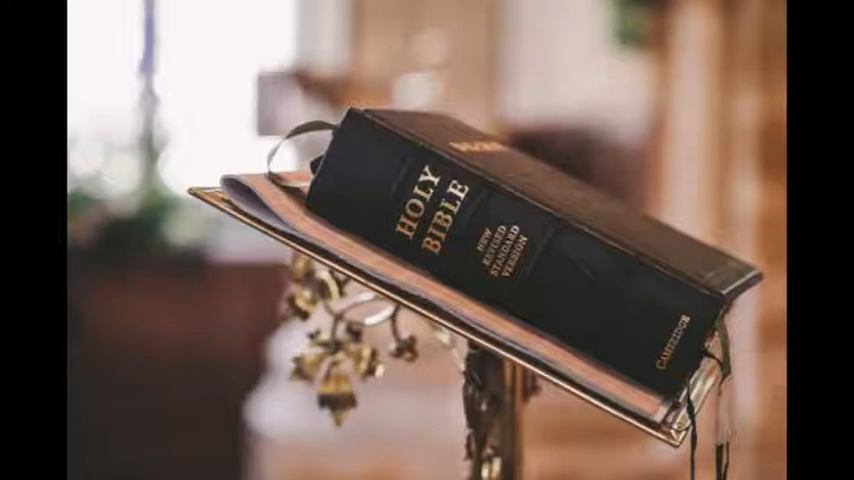 HOLY
BIBLE
NEW
REVISED
STANDARD
VERSION
CAMBRIDGE